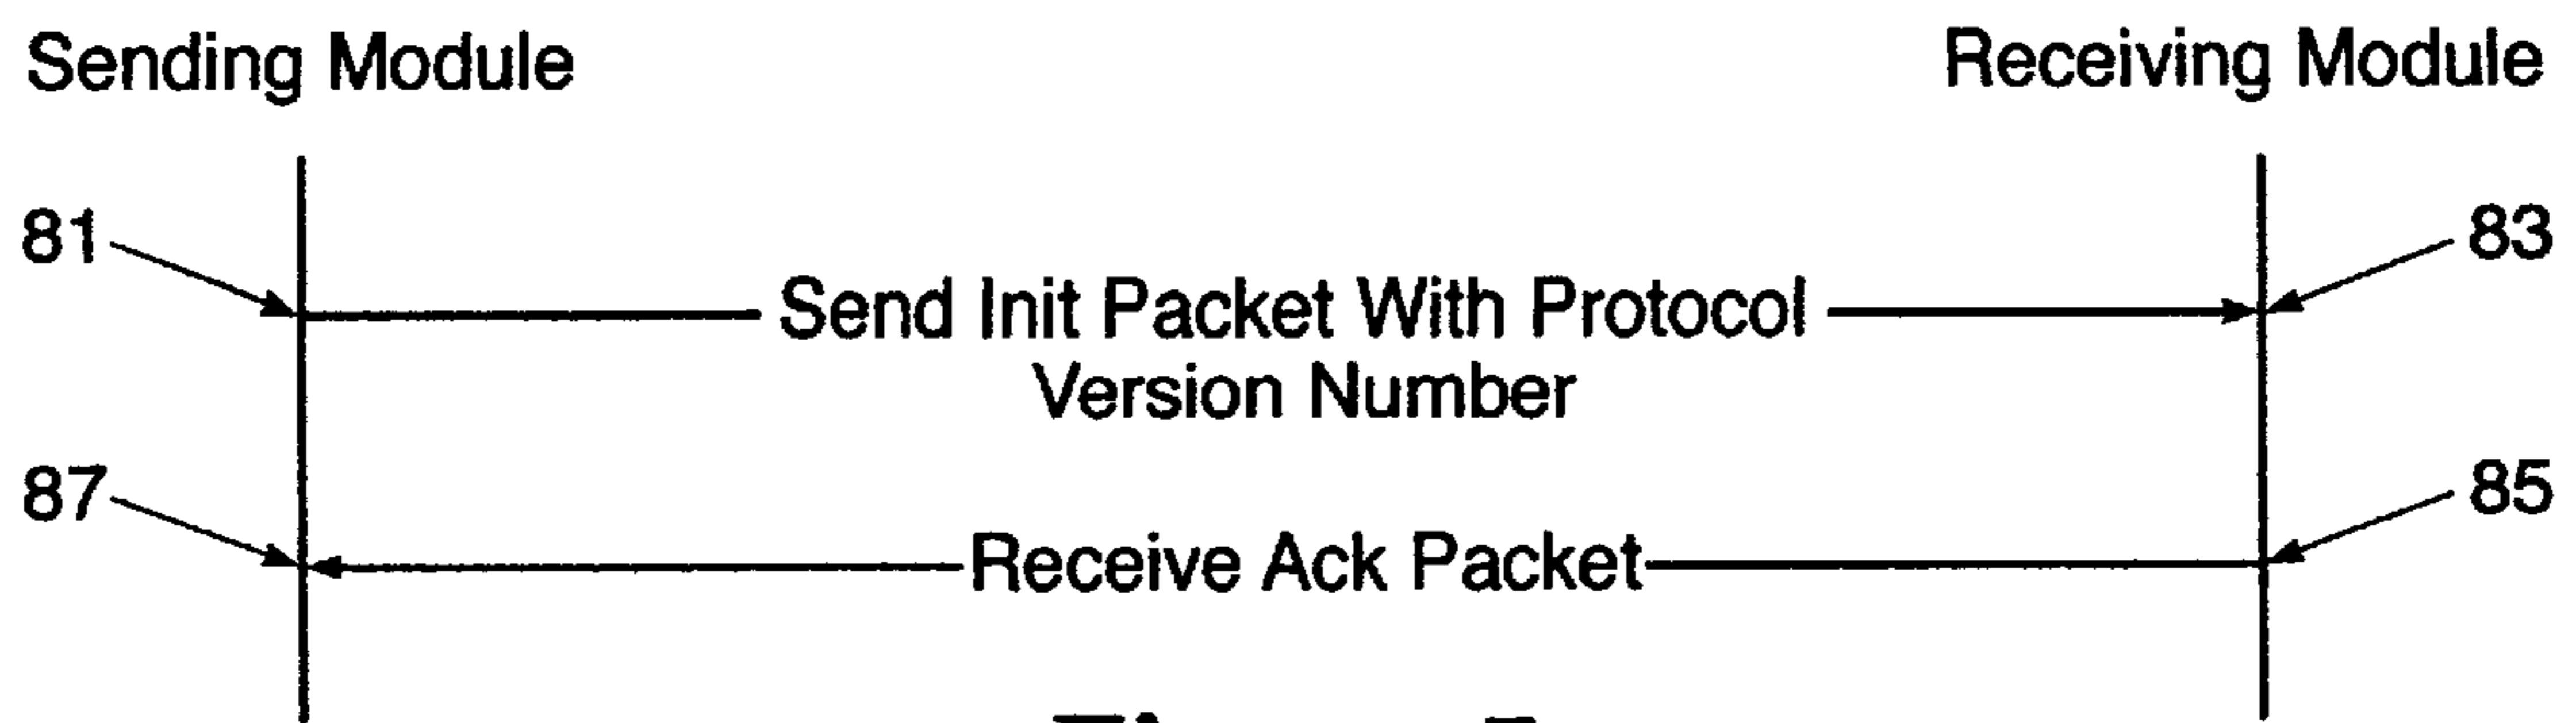 Sending Module
Receiving Module
81
83
Send Init Packet With Protocol
Version Number
87
85
Receive Ack Packet